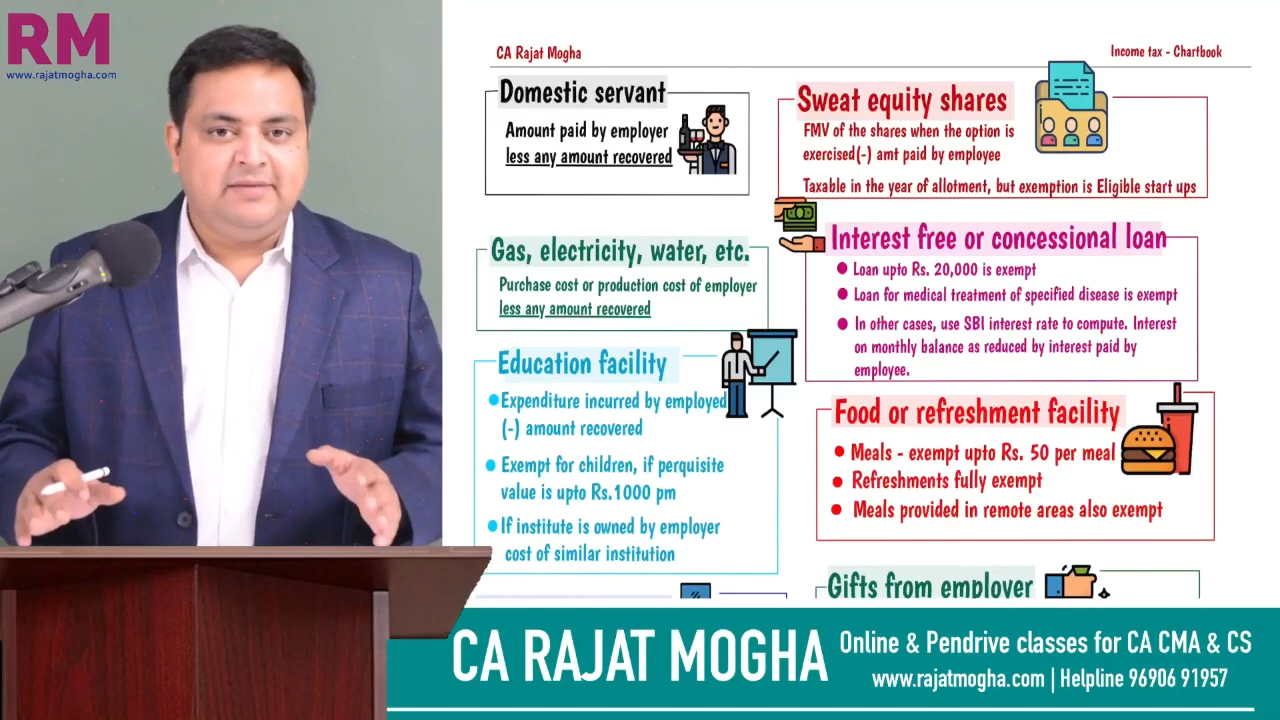 RM
www.rajatmogha.com
CA Rajat Mogha
Income tax - Chartbook
Domestic servant
Amount paid by employer
less any amount recovered
Gas, electricity, water, etc.
Purchase cost or production cost of employer
less any amount recovered
Education facility
Expenditure incurred by employed
(-) amount recovered
Exempt for children, if perquisite
value is upto Rs.1000 pm
If institute is owned by employer
cost of similar institution
Sweat equity shares
FMV of the shares when the option is
exercised(-) amt paid by employee
Taxable in the year of allotment, but exemption is Eligible start ups
Interest free or concessional loan
Loan upto Rs. 20,000 is exempt
Loan for medical treatment of specified disease is exempt
In other cases, use SBI interest rate to compute. Interest
on monthly balance as reduced by interest paid by
employee.
Food or refreshment facility
Meals - exempt upto Rs. 50 per meal
Refreshments fully exempt
Meals provided in remote areas also exempt
Gifts from employer
CA RAJAT MOGHA
Online & Pendrive classes for CA CMA & CS
www.rajatmogha.com | Helpline 96906 91957